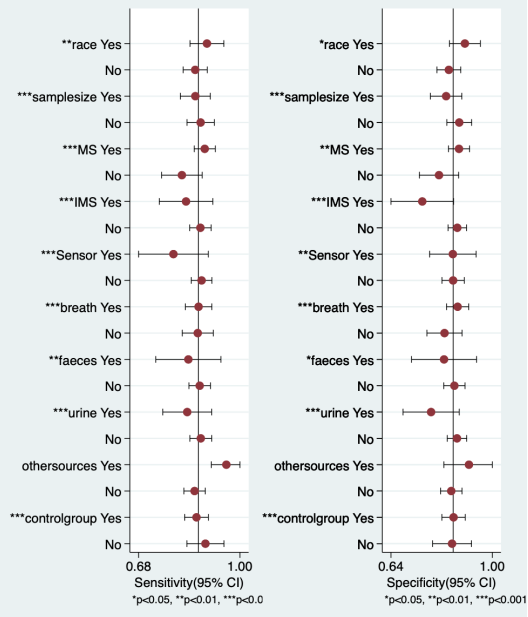 **race Yes
No
***samplesize Yes
No
***MS Yes
No
***IMS Yes
No
***Sensor Yes
No
***breath Yes
No
**faeces Yes
No
***urine Yes
No
othersources Yes
No
***controlgroup Yes
No
0.68 1.00
Sensitivity(95% CI)
*p<0.05, **p<0.01, ***p<0.0
*race Yes
No
***samplesize Yes
No
**MS Yes
No
***IMS Yes
No
**Sensor Yes
No
***breath Yes
No
*faeces Yes
No
***urine Yes
No
othersources Yes
No
***controlgroup Yes
No
0.64 1.00
Specificity(95% CI)
*p<0.05, **p<0.01, ***p<0.001